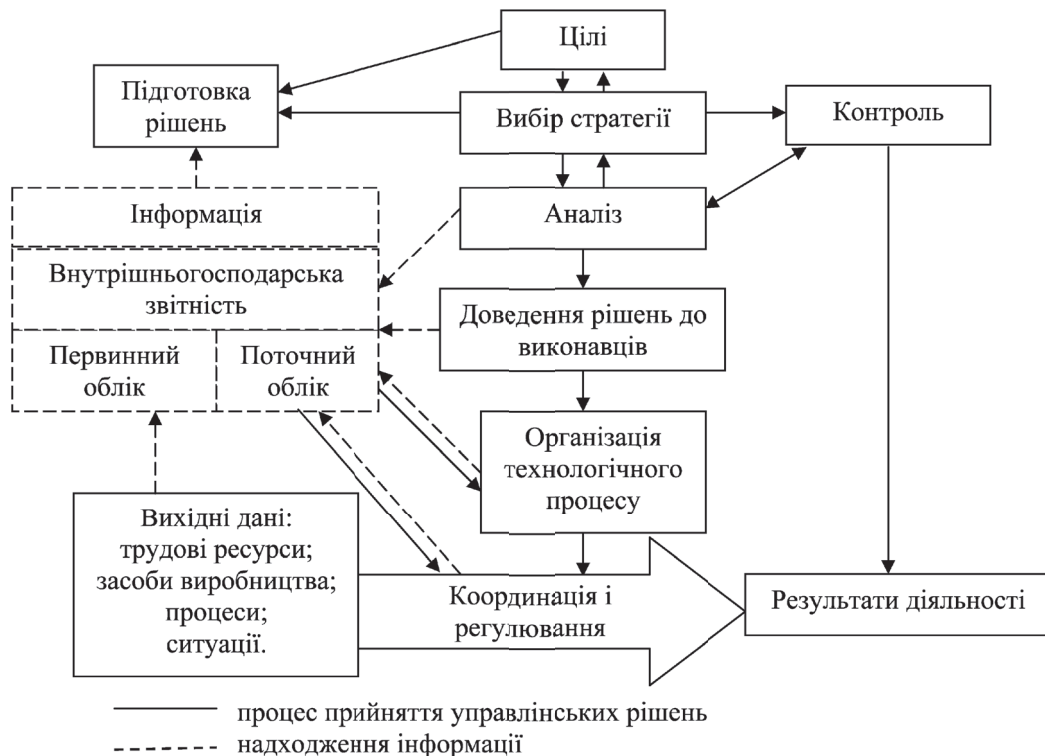 Цілі
Підготовка
рішень
Вибір стратегії
Контроль
Інформація
Аналіз
Внутрішньогосподарська
звітність
Доведення рішень до
виконавців
Первинний
облік
Поточний
облік
Організація
технологічного
процесу
Вихідні дані:
трудові ресурси;
засоби виробництва;
процеси;
ситуації.
Координація і
регулювання
Результати діяльності
процес прийняття управлінських рішень
надходження інформації